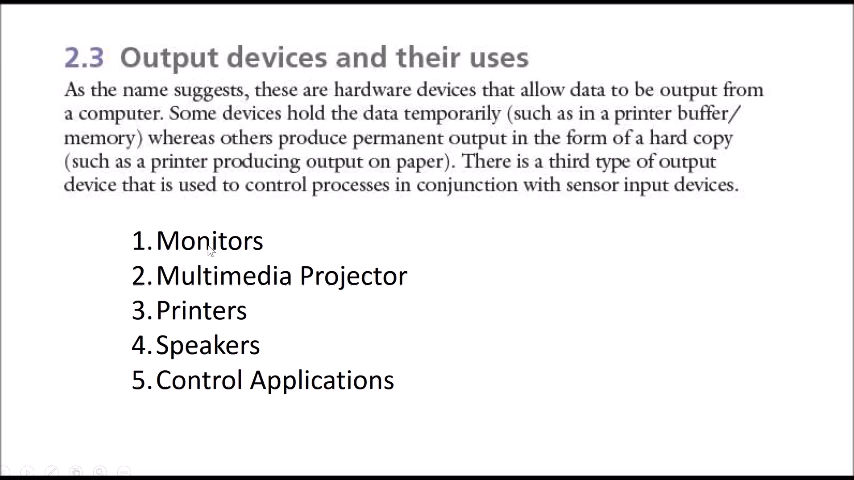 2.3 Output devices and their uses
As the name suggests, these are hardware devices that allow data to be output from
a computer. Some devices hold the data temporarily (such as in a printer buffer/
memory) whereas others produce permanent output in the form of a hard copy
(such as a printer producing output on paper). There is a third type of output
device that is used to control processes in conjunction with sensor input devices.
1. Monitors
2. Multimedia Projector
3. Printers
4. Speakers
5. Control Applications